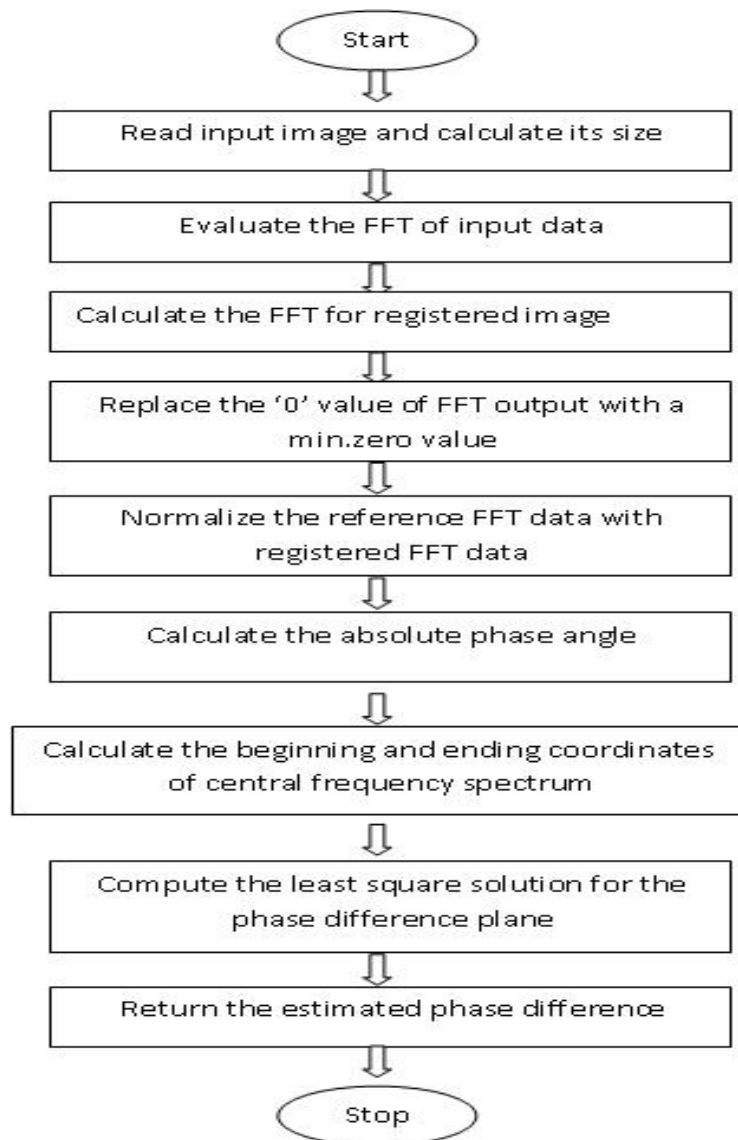 Start
Read input image and calculate its size
Evaluate the FFT of input data
Calculate the FFT for registered image
Replace the ‘0’ value of FFT output with a
min.zero value
Normalize the reference FFT data with
registered FFT data
Calculate the absolute phase angle
Calculate the beginning and ending coordinates
of central frequency spectrum
Compute the least square solution for the
phase difference plane
Return the estimated phase difference
Stop